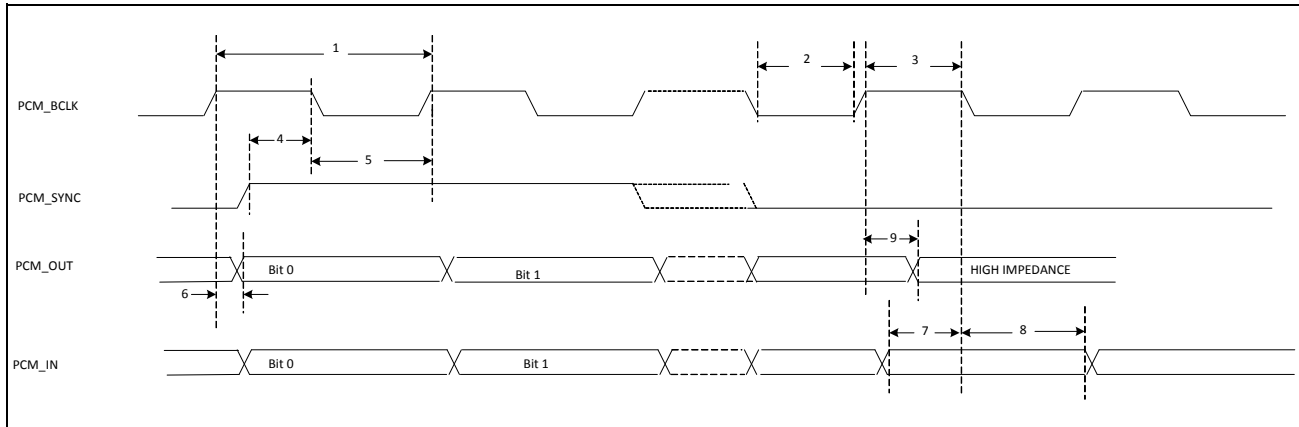 1
2
3
PCM_BCLK
4
5
PCM_SYNC
9
PCM_OUT
Bit 0
Bit 1
HIGH IMPEDANCE
6
7
8
PCM_IN
Bit 0
Bit 1